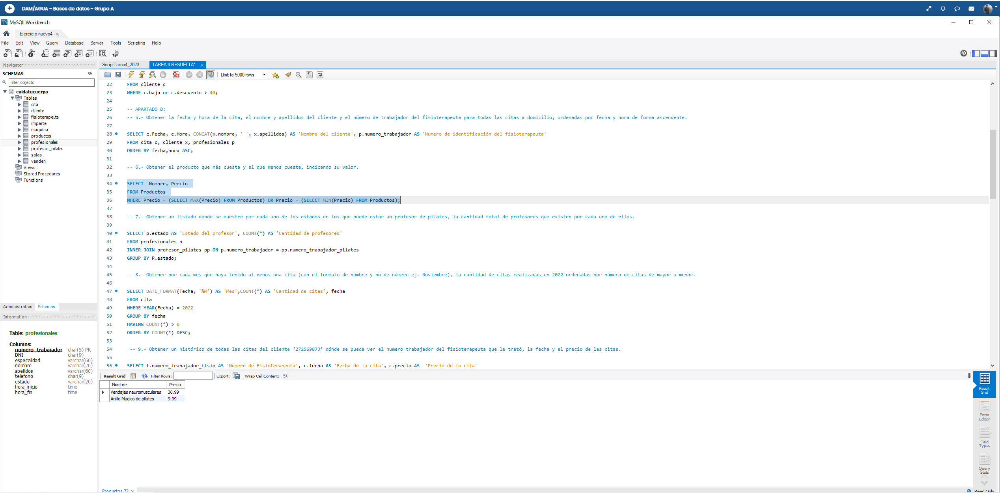 DAM/AGUA - Bases de datos - Grupo A
MySQL Workbench
Ejercicio nuevo4
File Edit View Query Database Server Tools Scripting Help
Navigator
SCHEMAS
Filter objects
cuidatucuerpo
Tables
cita
cliente
fisioterapeuta
imparte
maquina
productos
profesionales
profesor_pilates
salas
venden
Views
Stored Procedures
Functions
Administration Schemas
Information
Table: profesionales
Columns:
numero_trabajador char(5) PK
DNI char(9)
especialidad varchar(60)
nombre varchar(20)
apellidos varchar(60)
telefono char(9)
estado varchar(20)
hora_inicio time
hora_fin time
ScriptTarea4_2023 TAREA 4 RESUELTA*
Limit to 5000 rows
22 FROM cliente c
23 WHERE c.baja or c.descuento > 40;
24
25 -- APARTADO B:
26 -- 5.- Obtener la fecha y hora de la cita, el nombre y apellidos del cliente y el número de trabajador del fisioterapeuta para todas las citas a domicilio, ordenadas por fecha y hora de forma ascendente.
27
28 SELECT c.Fecha, c.Hora, CONCAT(x.nombre, ' ', x.apellidos) AS 'Nombre del cliente', p.numero_trabajador AS 'Numero de identificación del fisioterapeuta'
29 FROM cita c, cliente x, profesionales p
30 ORDER BY fecha,hora ASC;
31
32 -- 6.- Obtener el producto que más cuesta y el que menos cuesta, indicando su valor.
33
34 SELECT  Nombre, Precio
35 FROM Productos
36 WHERE Precio = (SELECT MAX(Precio) FROM Productos) OR Precio = (SELECT MIN(Precio) FROM Productos);
37
38 -- 7.- Obtener un listado donde se muestre por cada uno de los estados en los que puede estar un profesor de pilates, la cantidad total de profesores que existen por cada uno de ellos.
39
40 SELECT p.estado AS 'Estado del profesor', COUNT(*) AS 'Cantidad de profesores'
41 FROM profesionales p
42 INNER JOIN profesor_pilates pp ON p.numero_trabajador = pp.numero_trabajador_pilates
43 GROUP BY P.estado;
44
45 -- 8.- Obtener por cada mes que haya tenido al menos una cita (con el formato de nombre y no de número ej. Noviembre), la cantidad de citas realizadas en 2022 ordenadas por número de citas de mayor a menor.
46
47 SELECT DATE_FORMAT(Fecha, '%M') AS 'Mes',COUNT(*) AS 'Cantidad de citas', fecha
48 FROM cita
49 WHERE YEAR(Fecha) = 2022
50 GROUP BY fecha
51 HAVING COUNT(*) > 0
52 ORDER BY COUNT(*) DESC;
53
54 -- 9.- Obtener un histórico de todas las citas del cliente ‘27256987J’ dónde se pueda ver el numero trabajador del fisioterapeuta que le trató, la fecha y el precio de las citas.
55
56 SELECT f.numero_trabajador_fisio AS 'Numero de Fisioterapeuta', c.fecha AS 'Fecha de la cita', c.precio AS  'Precio de la cita'
Result Grid Filter Rows: Export: Wrap Cell Content:
Nombre Precio
Vendajes neuromusculares 36.99
Anillo Magico de pilates 9.99
Result Grid
Form Editor
Field Types
Query Stats
Productos 72
Read Only